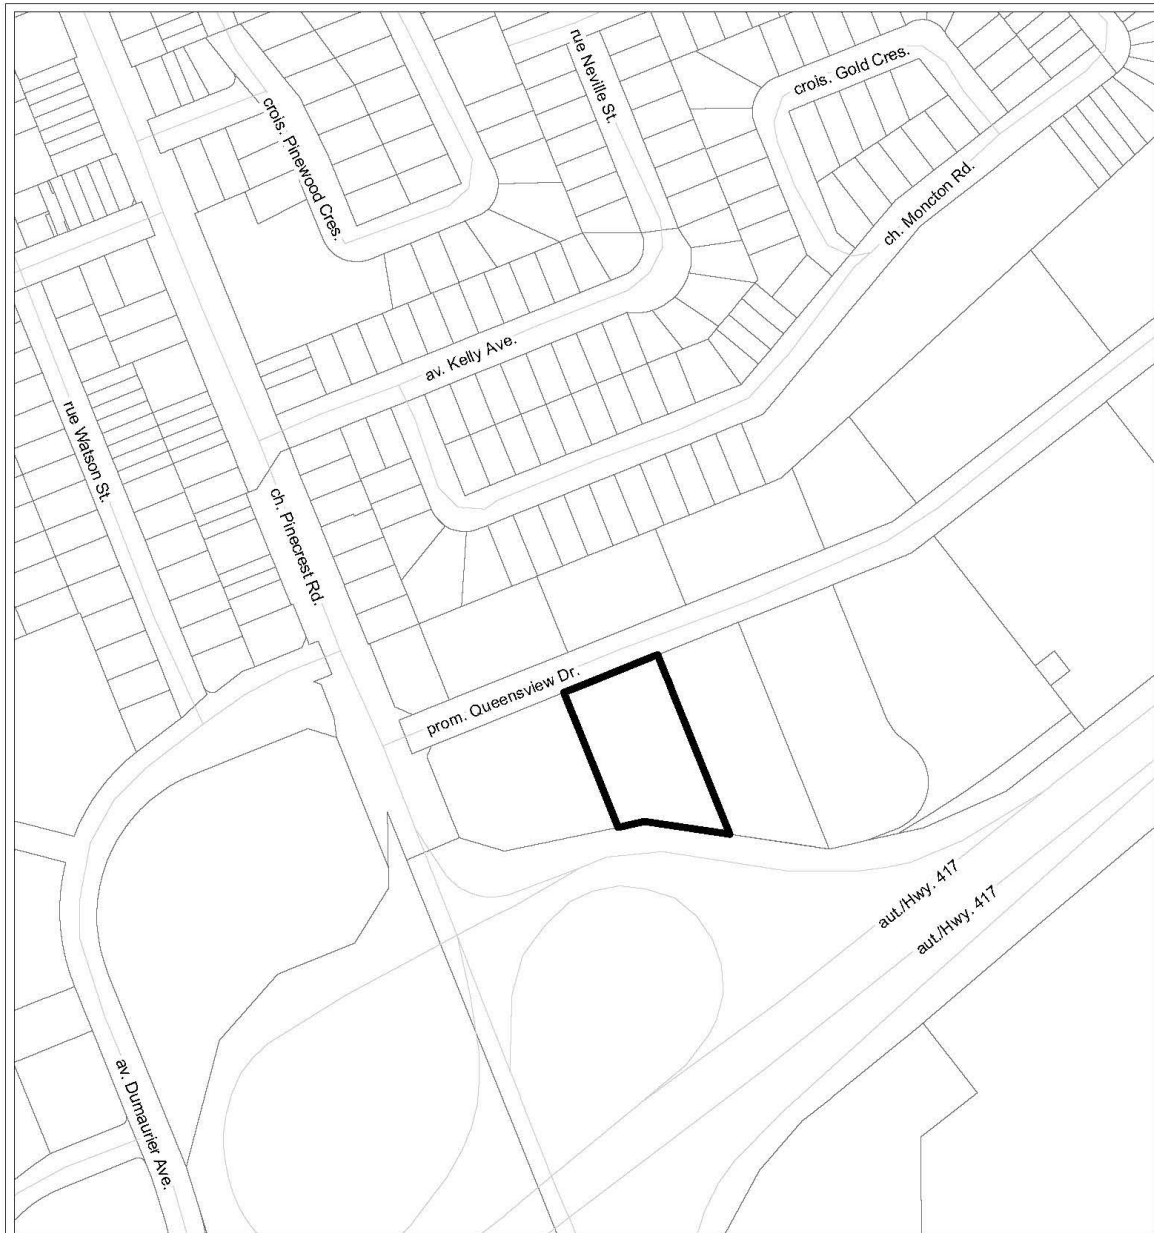 rue Neville St.
crois. Gold Cres.
crois. Pinewood Cres.
ch. Moncton Rd.
av. Kelly Ave.
rue Watson St.
ch. Pinecrest Rd.
prom. Queensview Dr.
aut./Hwy. 417
aut./Hwy. 417
av. Dumaurier Ave.